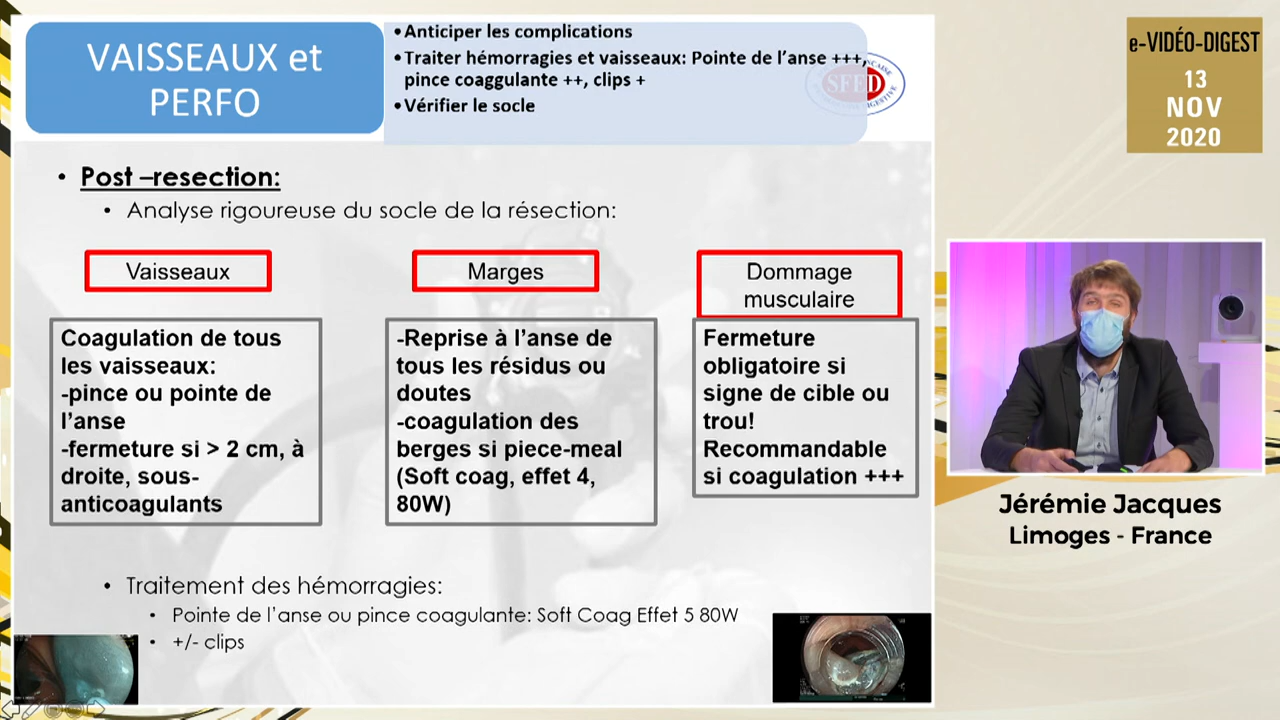 VAISSEAUX et
PERFO
•Anticiper les complications
•Traiter hémorragies et vaisseaux: Pointe de l'anse +++,
pince coaggulante ++, clips +
•Vérifier le socle
SFED
e-VIDÉO-DIGEST
13
NOV
2020
• Post –resection:
• Analyse rigoureuse du socle de la résection:
Vaisseaux
Coagulation de tous
les vaisseaux:
-pince ou pointe de
l'anse
-fermeture si > 2 cm, à
droite, sous-
anticoagulants
Marges
-Reprise à l'anse de
tous les résidus ou
doutes
-coagulation des
berges si piece-meal
(Soft coag, effet 4,
80W)
Dommage
musculaire
Fermeture
obligatoire si
signe de cible ou
trou!
Recommandable
si coagulation +++
• Traitement des hémorragies:
• Pointe de l'anse ou pince coagulante: Soft Coag Effet 5 80W
• +/- clips
Jérémie Jacques
Limoges - France